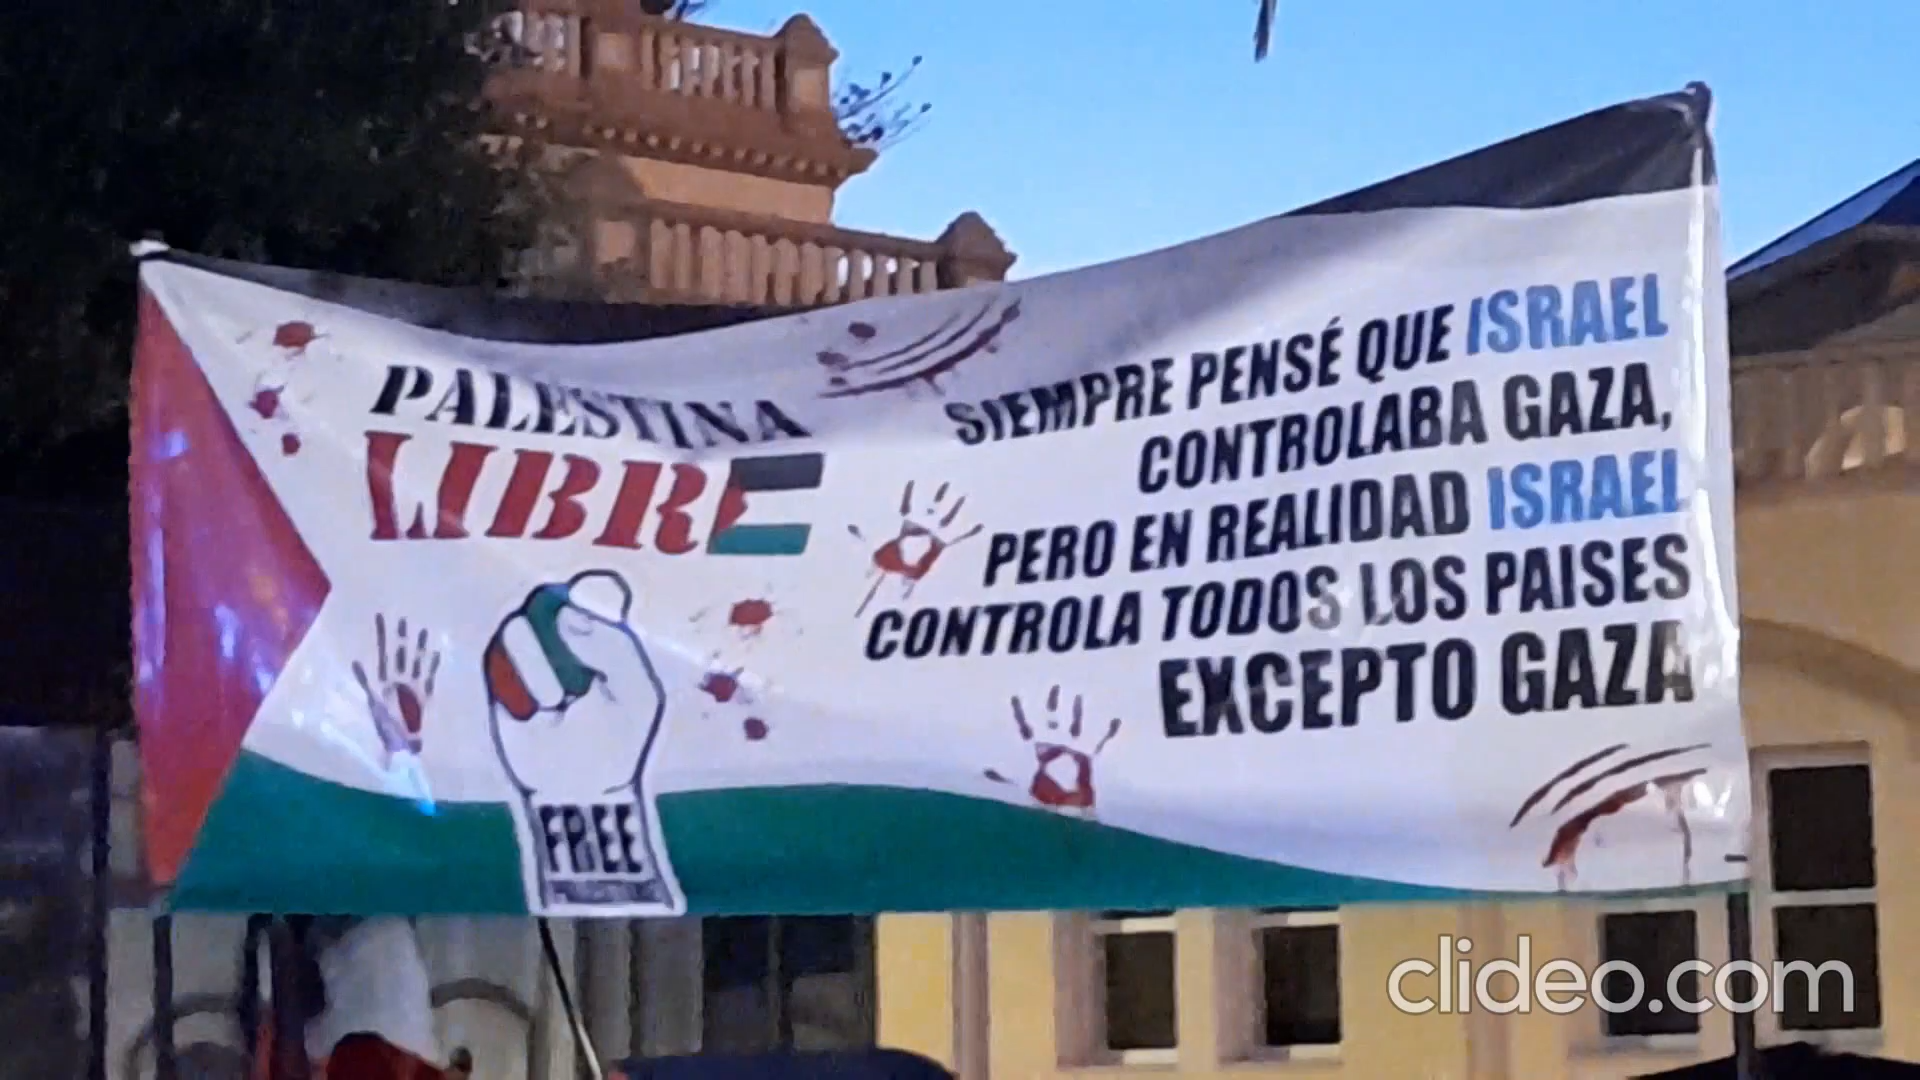 PALESTINA
LIBRE
FREE
SIEMPRE PENSÉ QUE ISRAEL
CONTROLABA GAZA,
PERO EN REALIDAD ISRAEL
CONTROLA TODOS LOS PAISES
EXCEPTO GAZA
clideo.com